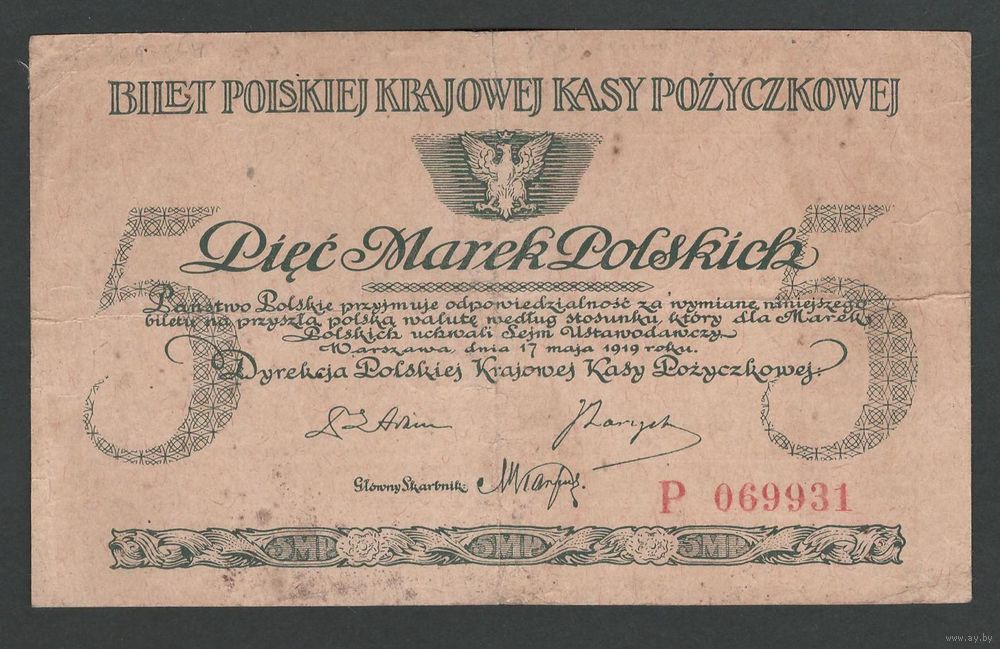 BILET POLSKIEJ KRAJOWEJ KASY POŻYCZKOWEJ
5 5
Pięć Marek Polskich
Państwo Polskie przyjmuje odpowiedzialność za wymianę niniejszego
biletu na przyszłą polską walutę według stosunku, który dla Marek
Polskich uchwali Sejm Ustawodawczy.
Warszawa, dnia 17 maja 1919 roku.
Dyrekcja Polskiej Krajowej Kasy Pożyczkowej:
Główny Skarbnik
P 069931
5MP. 5MP. 5MP.
www.ay.by